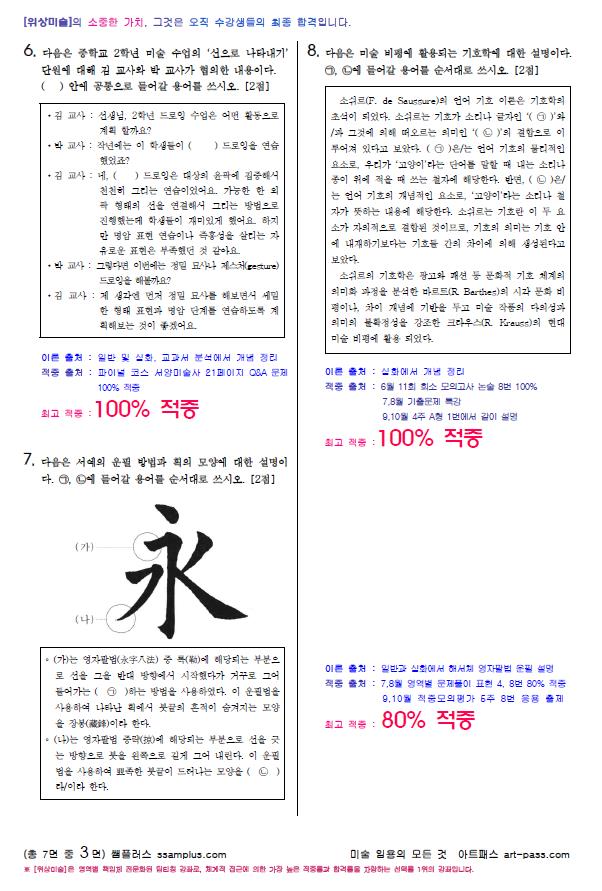 [위상미술]의 소중한 가치, 그것은 오직 수강생들의 최종 합격입니다.
6. 다음은 중학교 2학년 미술 수업의 '선으로 나타내기'
단원에 대해 김 교사와 박 교사가 협의한 내용이다.
(    ) 안에 공통으로 들어갈 용어를 쓰시오. [2점]
• 김 교사 : 선생님, 2학년 드로잉 수업은 어떤 활동으로
계획 할까요?
• 박 교사 : 작년에는 이 학생들이 (    ) 드로잉을 연습
했었죠?
• 김 교사 : 네, (    ) 드로잉은 대상의 윤곽에 집중해서
천천히 그리는 연습이었어요. 가능한 한 외
곽 형태의 선을 연결해서 그리는 방법으로
진행했는데 학생들이 재미있게 했어요. 하지
만 명암 표현 연습이나 즉흥성을 살리는 자
유로운 표현은 부족했던 것 같아요.
• 박 교사 : 그렇다면 이번에는 정밀 묘사나 제스처(gesture)
드로잉을 해볼까요?
• 김 교사 : 제 생각엔 먼저 정밀 묘사를 해보면서 세밀
한 형태 표현과 명암 단계를 연습하도록 계
획해보는 것이 좋겠어요.
이론 출처 : 일반 및 심화, 교과서 분석에서 개념 정리
적중 출처 : 파이널 코스 서양미술사 21페이지 Q&A 문제
100% 적중
최고 적중 : 100% 적중
7. 다음은 서예의 운필 방법과 획의 모양에 대한 설명이
다. ㉠, ㉡에 들어갈 용어를 순서대로 쓰시오. [2점]
(가)
永
(나)
◦ (가)는 영자팔법(永字八法) 중 륵(勒)에 해당되는 부분으
로 선을 그을 반대 방향에서 시작했다가 거꾸로 그어
들어가는 ( ㉠ )하는 방법을 사용하였다. 이 운필법을
사용하여 나타난 획에서 붓끝의 흔적이 숨겨지는 모양
을 장봉(藏鋒)이라 한다.
◦ (나)는 영자팔법 중략(掠)에 해당되는 부분으로 선을 긋
는 방향으로 붓을 왼쪽으로 길게 그어 내린다. 이 운필
법을 사용하여 뾰족한 붓끝이 드러나는 모양을 ( ㉡ )
라/이라 한다.
8. 다음은 미술 비평에 활용되는 기호학에 대한 설명이다.
㉠, ㉡에 들어갈 용어를 순서대로 쓰시오. [2점]
소쉬르(F. de Saussure)의 언어 기호 이론은 기호학의
초석이 되었다. 소쉬르는 기호가 소리나 글자인 '( ㉠ )'와
/과 그것에 의해 떠오르는 의미인 '( ㉡ )'의 결합으로 이
루어져 있다고 보았다. ( ㉠ )은/는 언어 기호의 물리적인
요소로, 우리가 '고양이'라는 단어를 말할 때 내는 소리나
종이 위에 적을 때 쓰는 철자에 해당한다. 반면, ( ㉡ )은/
는 언어 기호의 개념적인 요소로, '고양이'라는 소리나 철
자가 뜻하는 내용에 해당한다. 소쉬르는 기호란 이 두 요
소가 자의적으로 결합된 것이므로, 기호의 의미는 기호 안
에 내재하기보다는 기호들 간의 차이에 의해 생성된다고
보았다.
소쉬르의 기호학은 광고와 패션 등 문화적 기호 체계의
의미화 과정을 분석한 바르트(R. Barthes)의 시각 문화 비
평이나, 차이 개념에 기반을 두고 미술 작품의 다의성과
의미의 불확정성을 강조한 크라우스(R. Krauss)의 현대
미술 비평에 활용 되었다.
이론 출처 : 심화에서 개념 정리
적중 출처 : 6월 11회 희소 모의고사 논술 8번 100%
7,8월 기출문제 특강
9,10월 4주 A형 1번에서 같이 설명
최고 적중 : 100% 적중
이론 출처 : 일반과 심화에서 해서체 영자팔법 운필 설명
적중 출처 : 7,8월 영역별 문제풀이 표현 4, 8번 80% 적중
9,10월 적중모의평가 5주 8번 응용 출제
최고 적중 : 80% 적중
(총 7면 중 3면) 쌤플러스 ssamplus.com
미술 임용의 모든 것 아트패스 art-pass.com
※ [위상미술]은 영역별 책임제 전문화된 팀티칭 강좌로, 체계적 접근에 의한 가장 높은 적중률과 합격률을 자랑하는 선택률 1위의 강좌입니다.